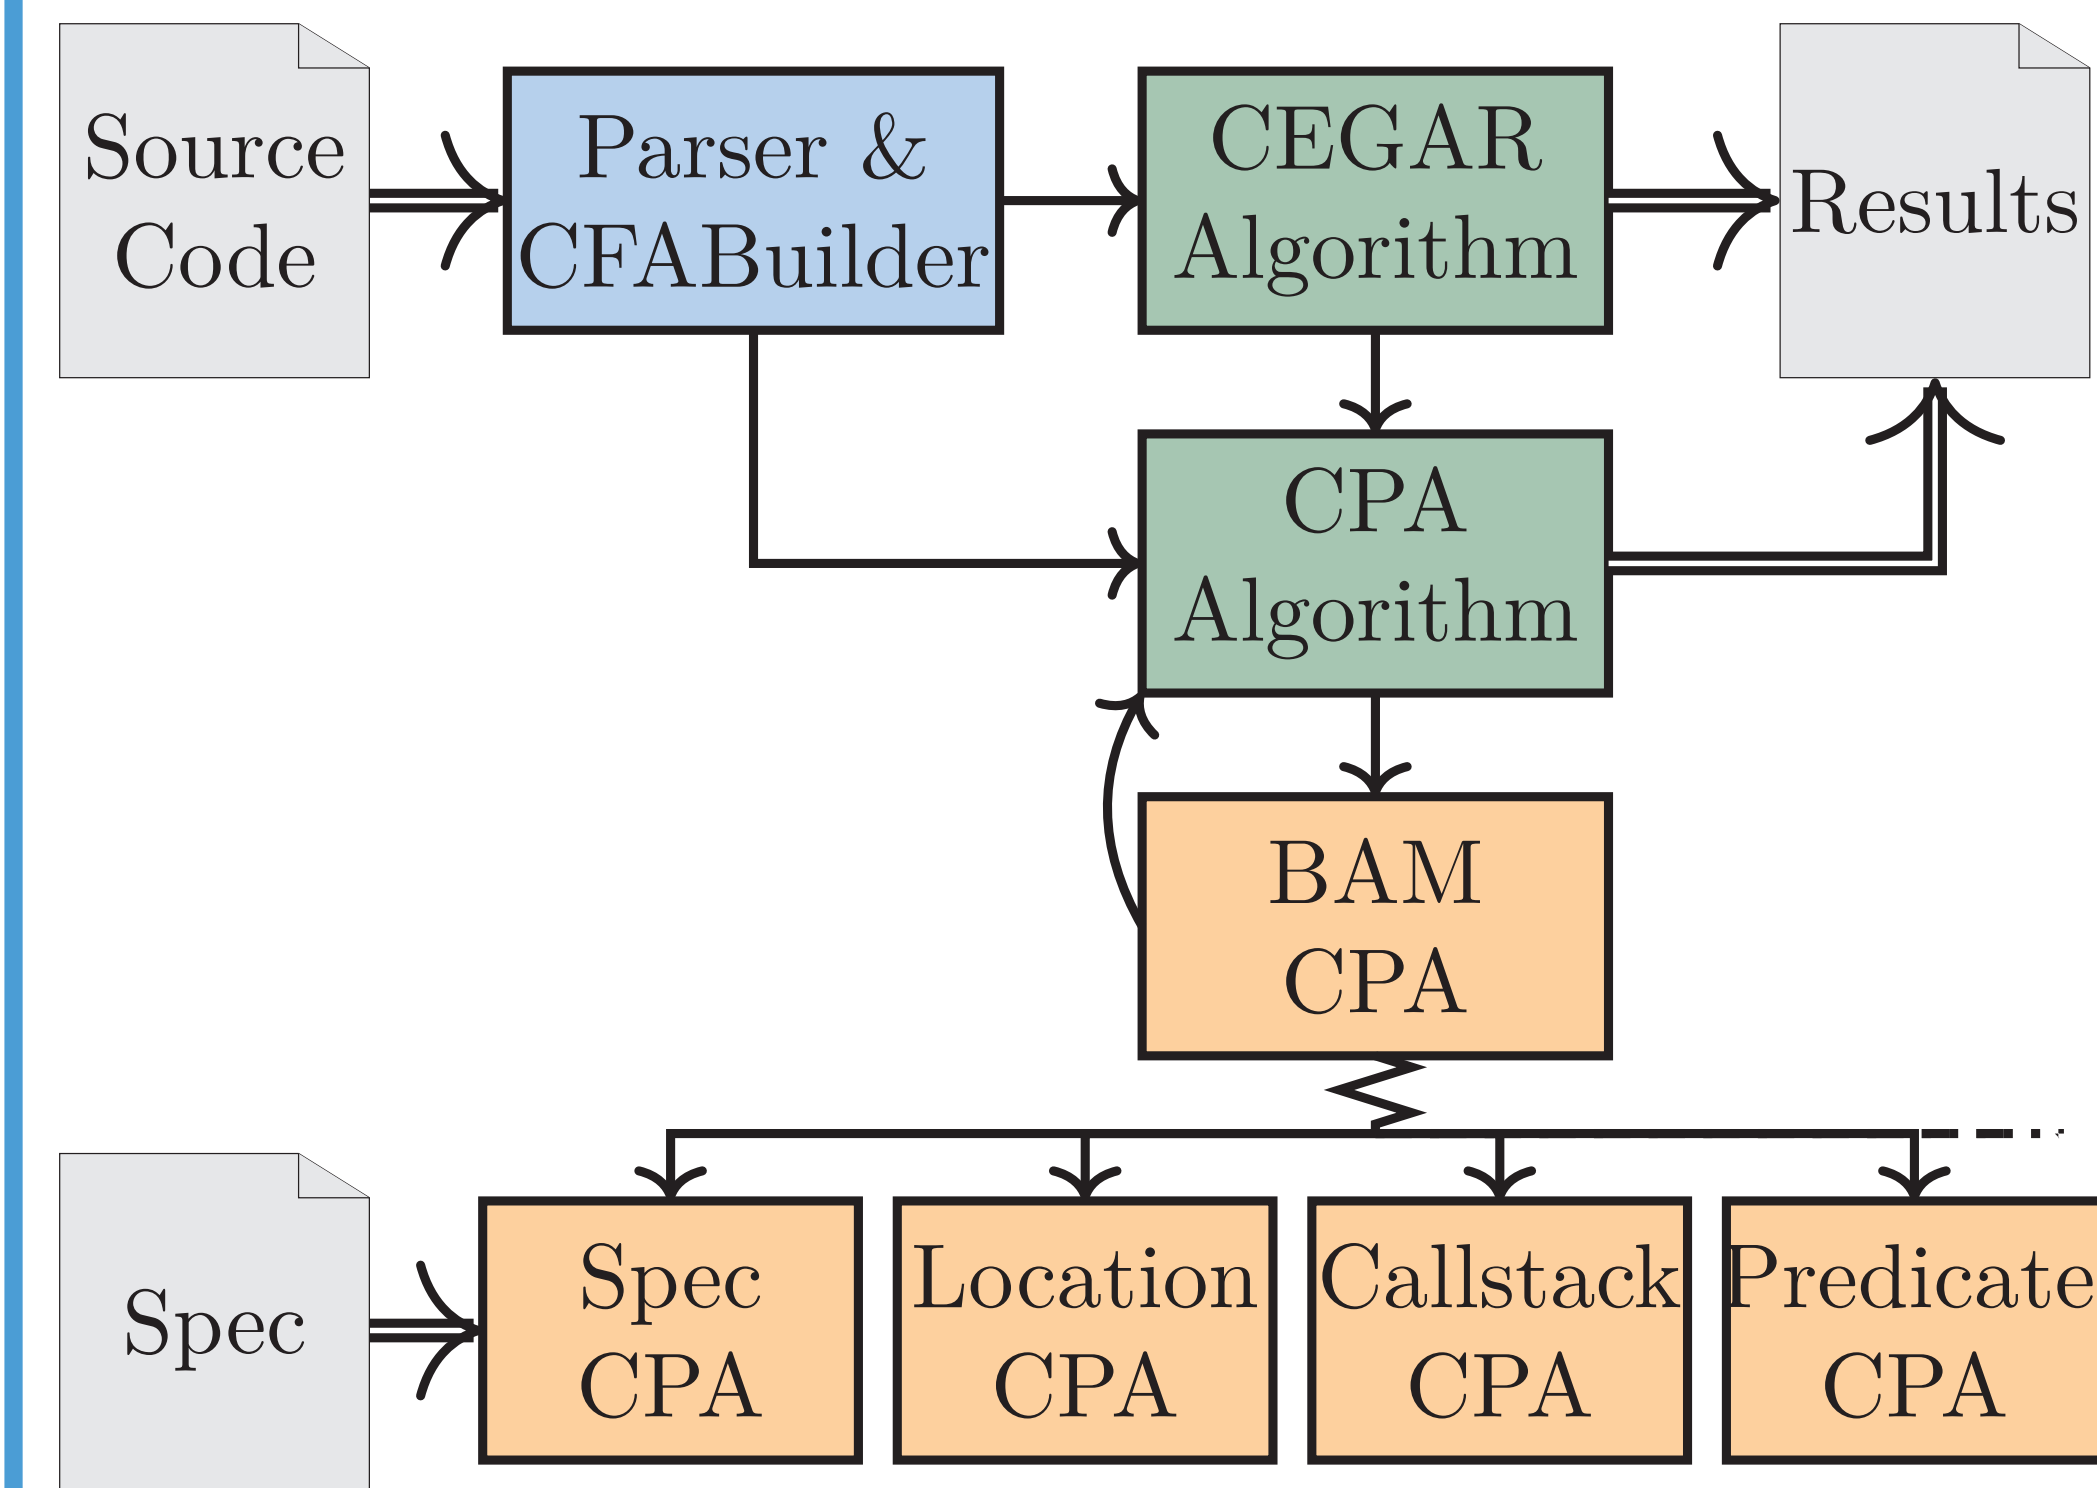 Source
Code
Parser &
CFABuilder
CEGAR
Algorithm
Results
CPA
Algorithm
BAM
CPA
Spec
Spec
CPA
Location
CPA
Callstack
CPA
Predicate
CPA